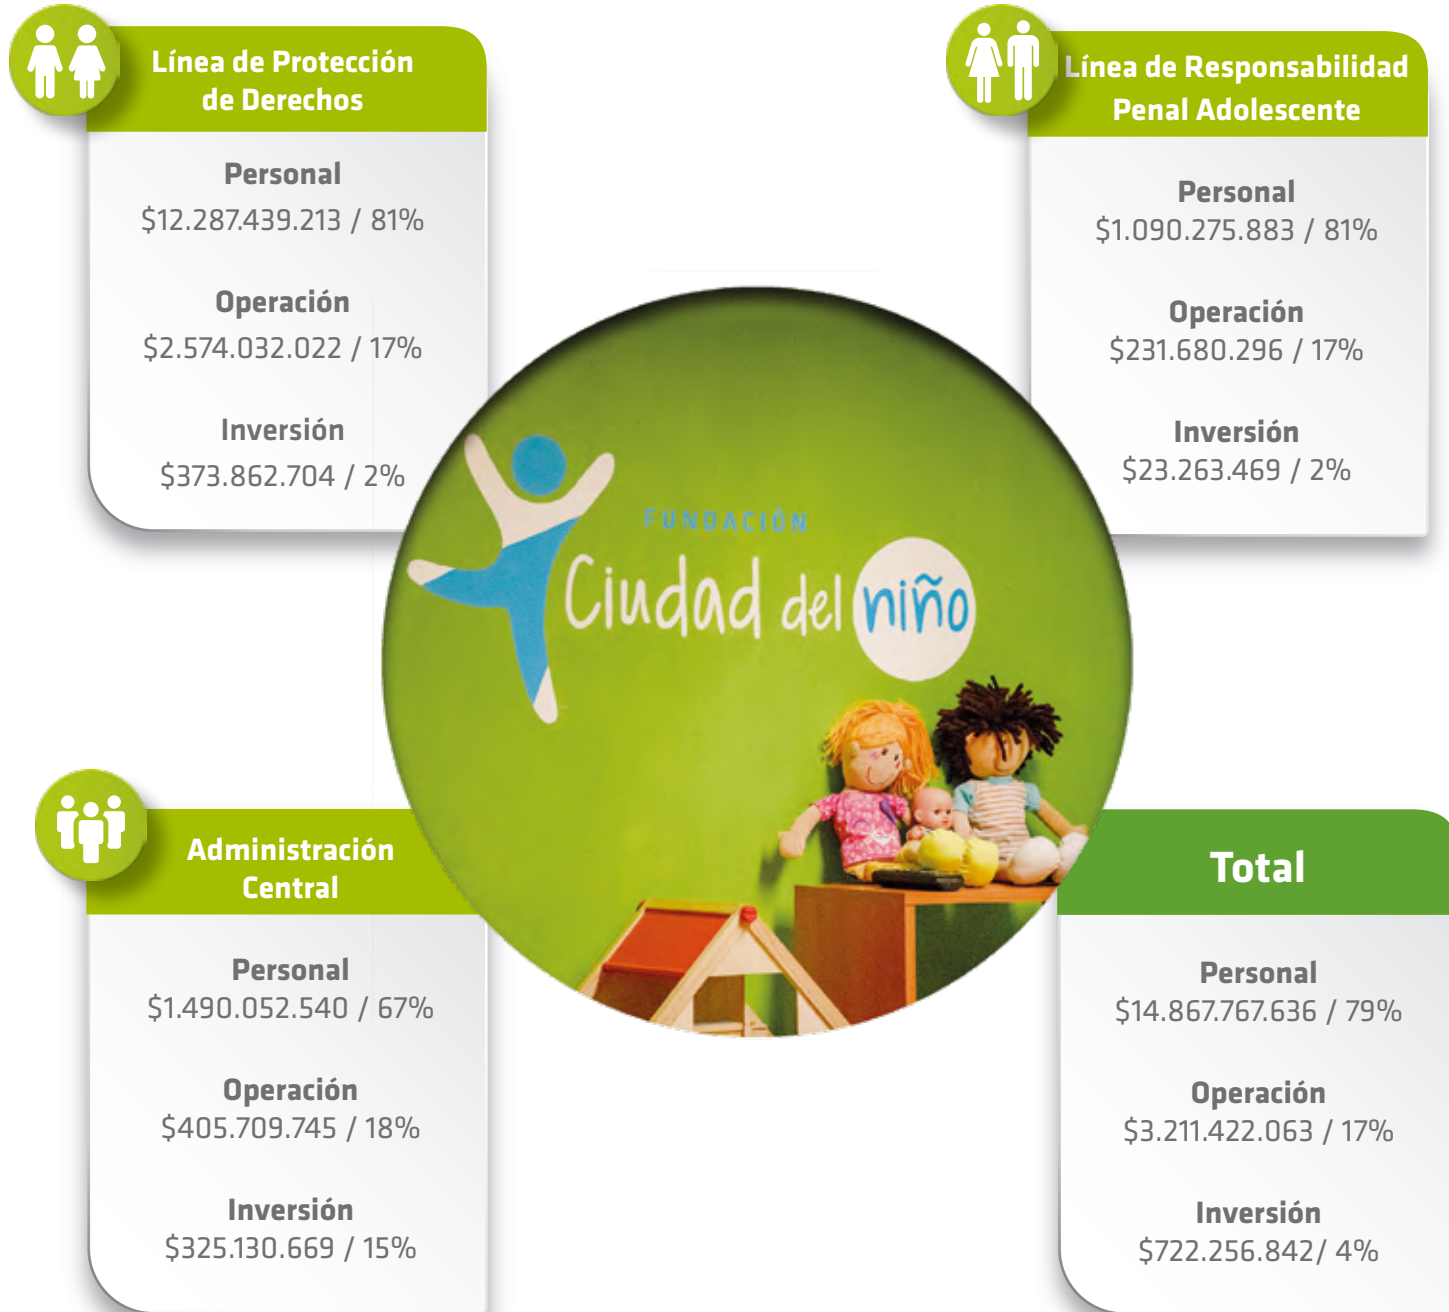 Línea de Protección
de Derechos
Personal
$12.287.439.213 / 81%
Operación
$2.574.032.022 / 17%
Inversión
$373.862.704 / 2%
Línea de Responsabilidad
Penal Adolescente
Personal
$1.090.275.883 / 81%
Operación
$231.680.296 / 17%
Inversión
$23.263.469 / 2%
FUNDACIÓN
Ciudad del niño
Administración
Central
Personal
$1.490.052.540 / 67%
Operación
$405.709.745 / 18%
Inversión
$325.130.669 / 15%
Total
Personal
$14.867.767.636 / 79%
Operación
$3.211.422.063 / 17%
Inversión
$722.256.842/ 4%